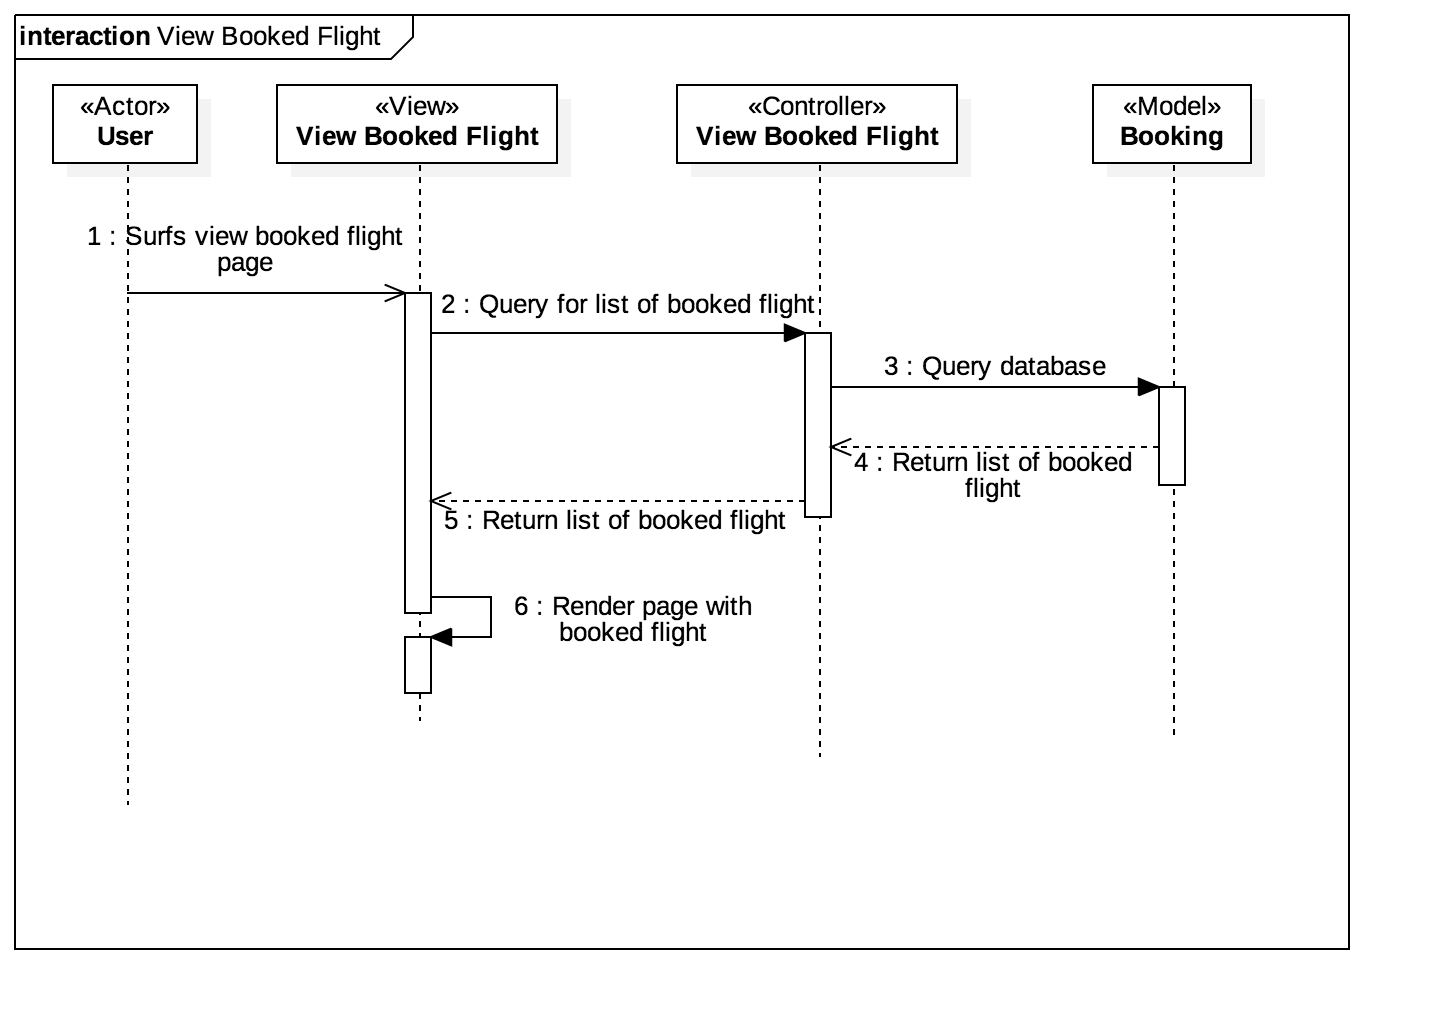 interaction View Booked Flight
«Actor»
User
«View»
View Booked Flight
«Controller»
View Booked Flight
«Model»
Booking
1 : Surfs view booked flight
page
2 : Query for list of booked flight
3 : Query database
4 : Return list of booked
flight
5 : Return list of booked flight
6 : Render page with
booked flight